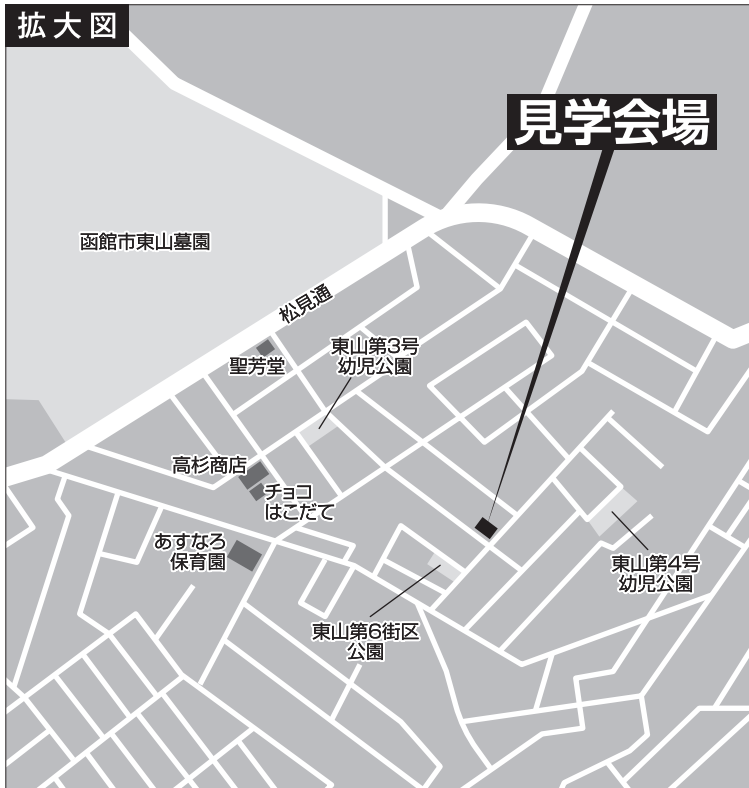 拡大図
見学会場
函館市東山墓園
松見通
聖芳堂
東山第3号
幼児公園
高杉商店
チョコ
はこだて
あすなろ
保育園
東山第4号
幼児公園
東山第6街区
公園